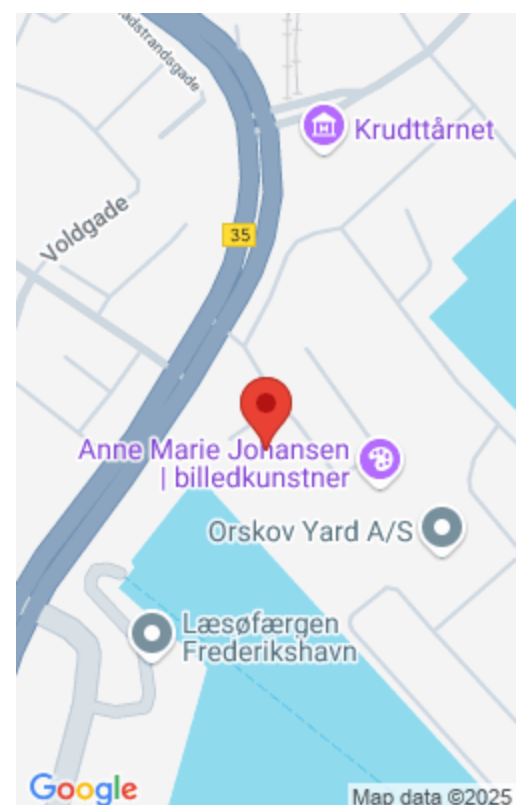 Krudttårnet
Voldgade
35
Anne Marie Johansen
| billedkunstner
Orskov Yard A/S
Læsøfærgen
Frederikshavn
Google
Map data ©2025